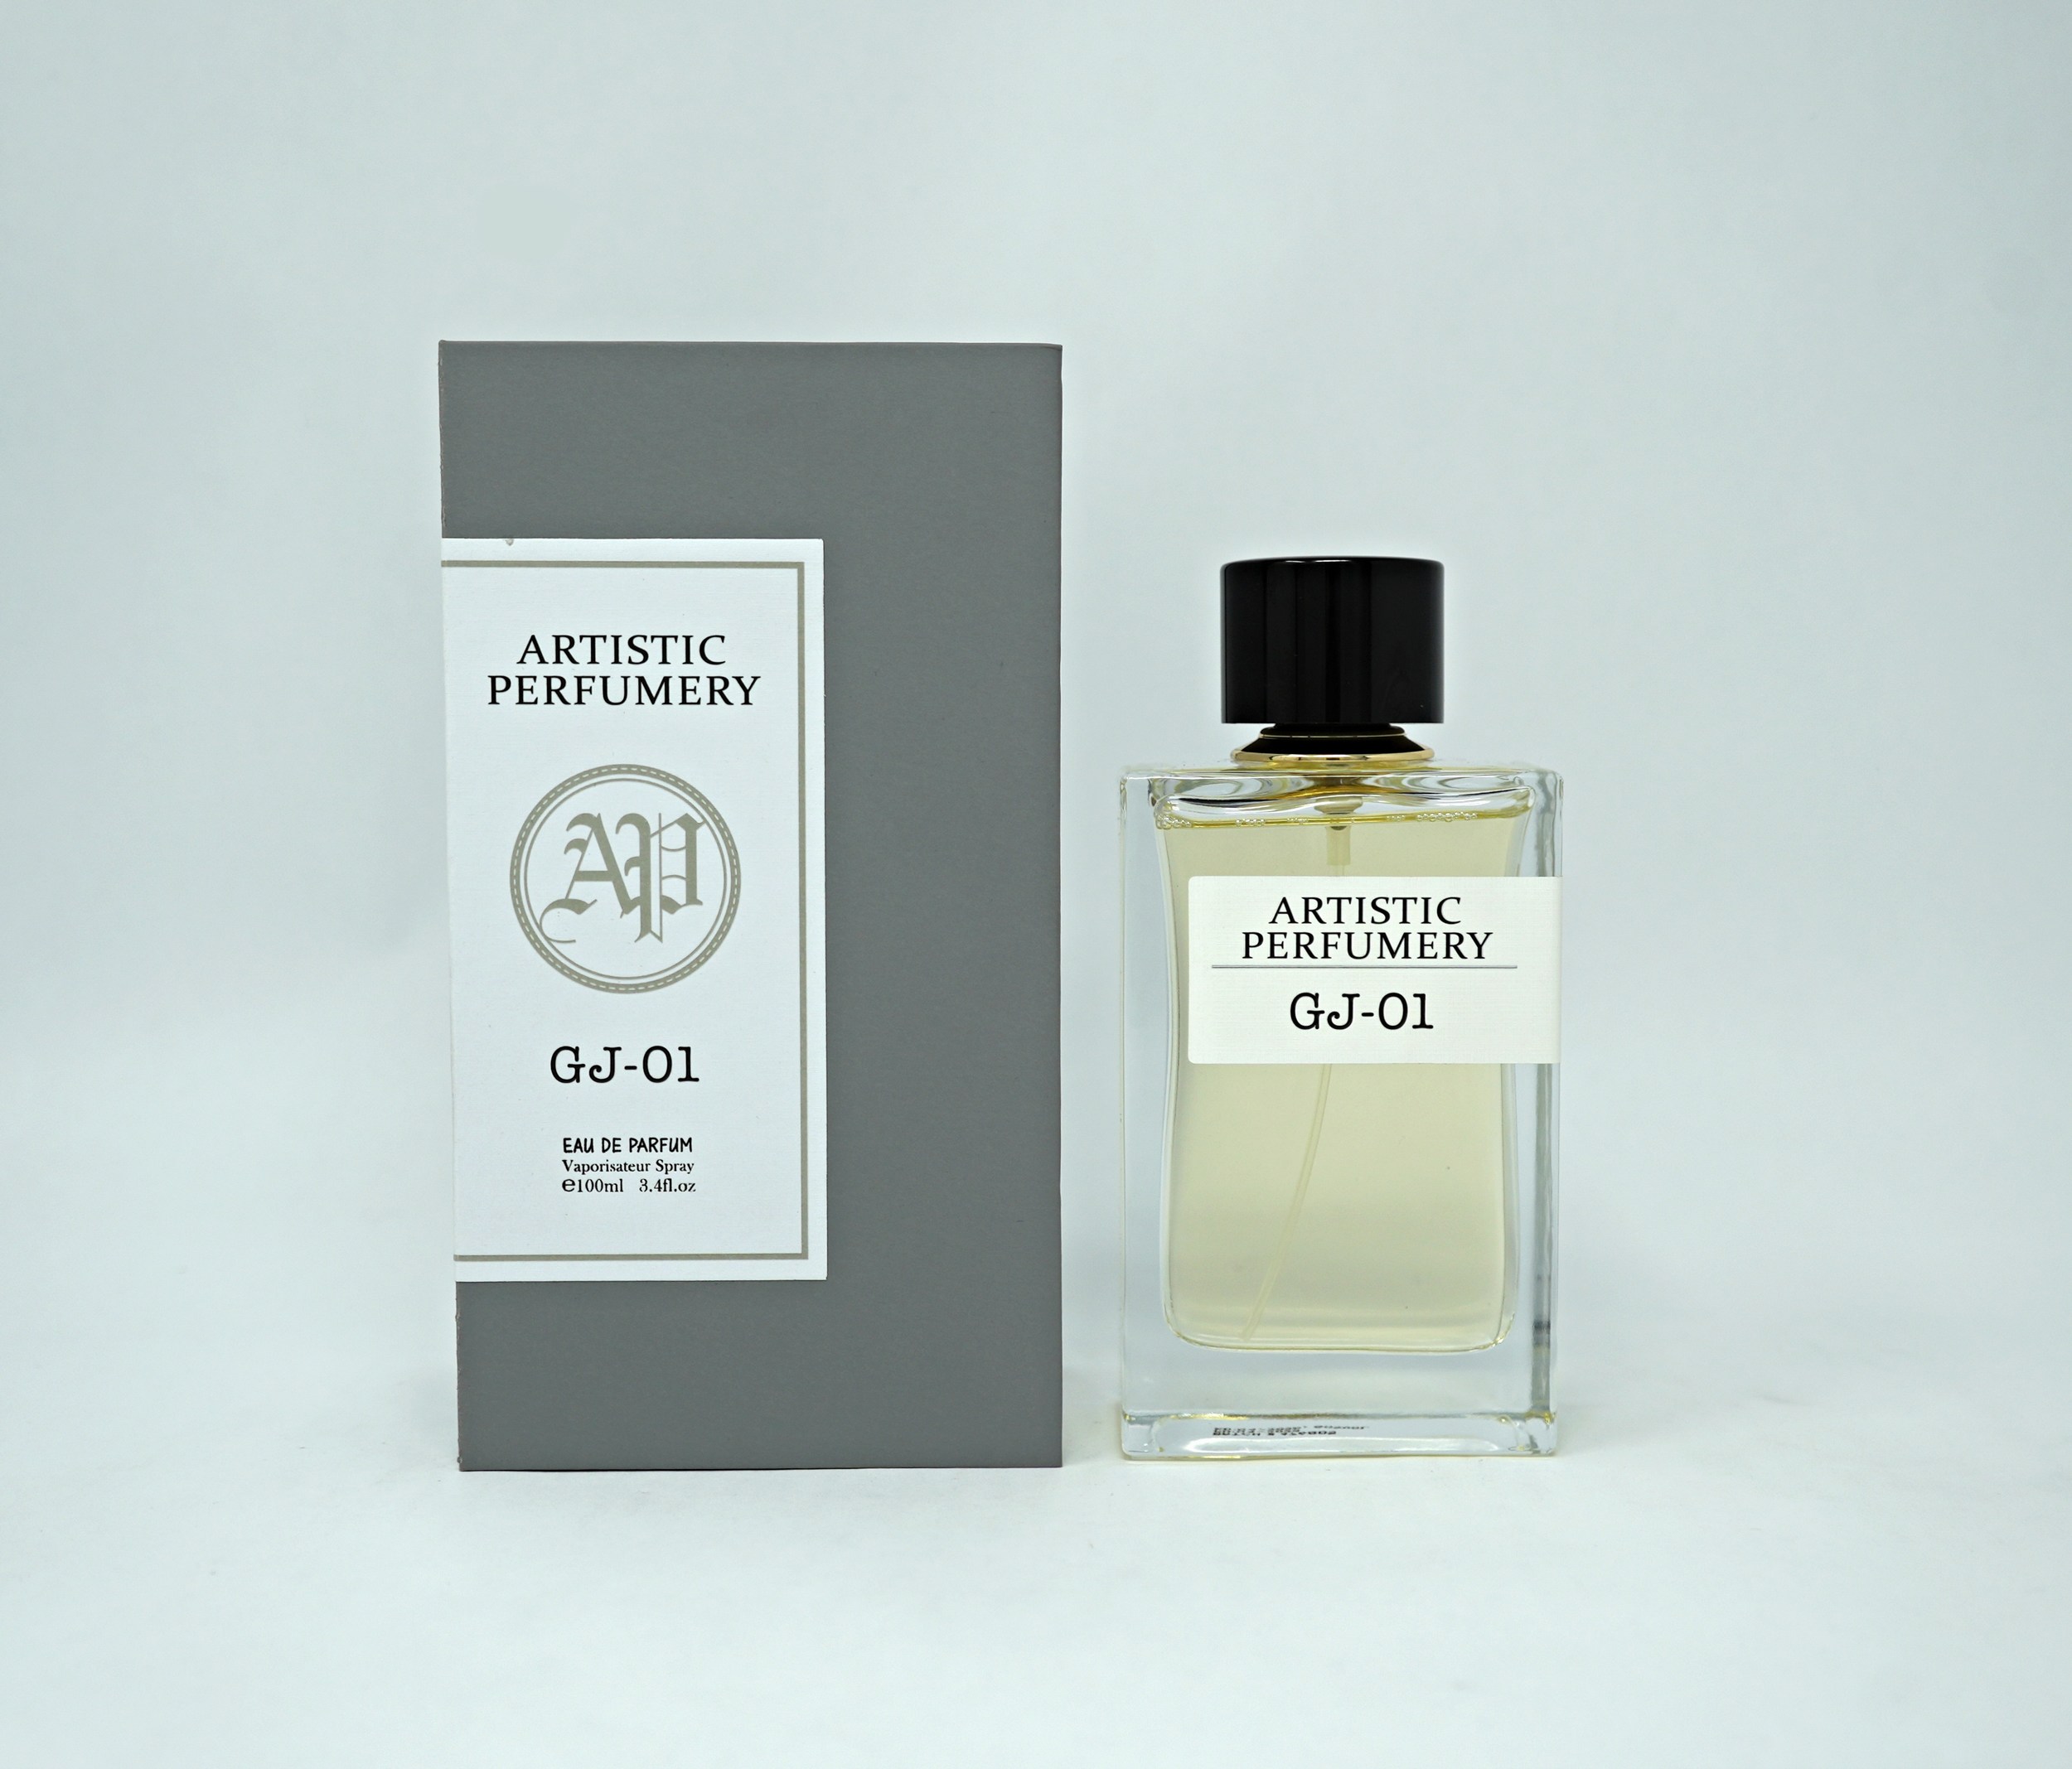 ARTISTIC
PERFUMERY
AP
GJ-01
EAU DE PARFUM
Vaporisateur Spray
e100ml 3.4fl.oz
ARTISTIC
PERFUMERY
GJ-01